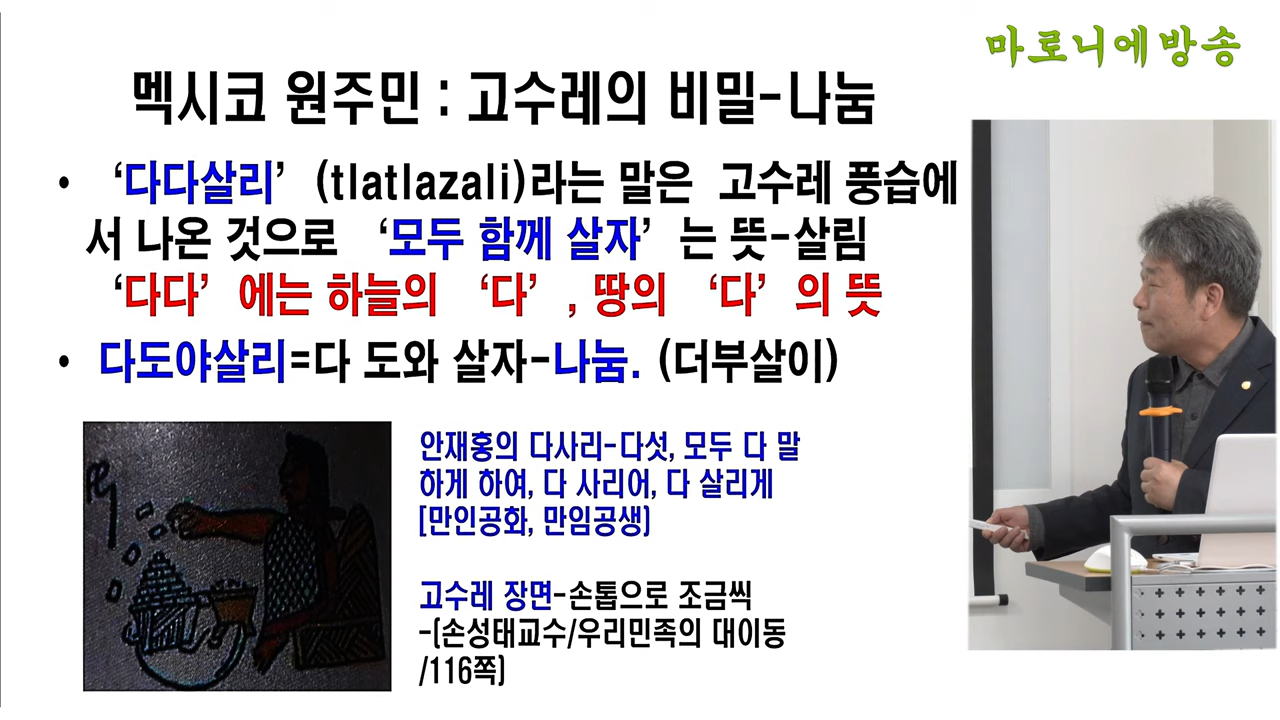 마로니에방송
멕시코 원주민 : 고수레의 비밀-나눔
• ‘다다살리’ (tlatlazali)라는 말은 고수레 풍습에
서 나온 것으로 ‘모두 함께 살자’ 는 뜻-살림
‘다다’ 에는 하늘의 ‘다’ , 땅의 ‘다’ 의 뜻
• 다도야살리=다 도와 살자-나눔. (더부살이)
안재홍의 다사리-다섯, 모두 다 말
하게 하여, 다 사리어, 다 살리게
[만인공화, 만임공생]
고수레 장면-손톱으로 조금씩
-(손성태교수/우리민족의 대이동
/116쪽)